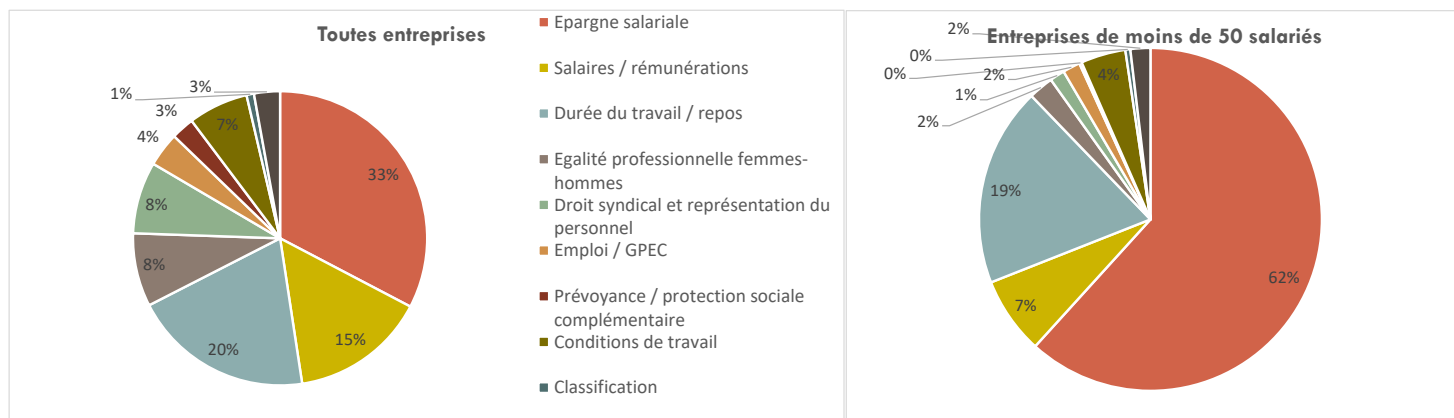 Toutes entreprises
33%
15%
20%
8%
8%
4%
3%
7%
1%
3%
Epargne salariale
Salaires / rémunérations
Durée du travail / repos
Egalité professionnelle femmes-
hommes
Droit syndical et représentation du
personnel
Emploi / GPEC
Prévoyance / protection sociale
complémentaire
Conditions de travail
Classification
Entreprises de moins de 50 salariés
62%
7%
19%
2%
1%
2%
0%
4%
0%
2%